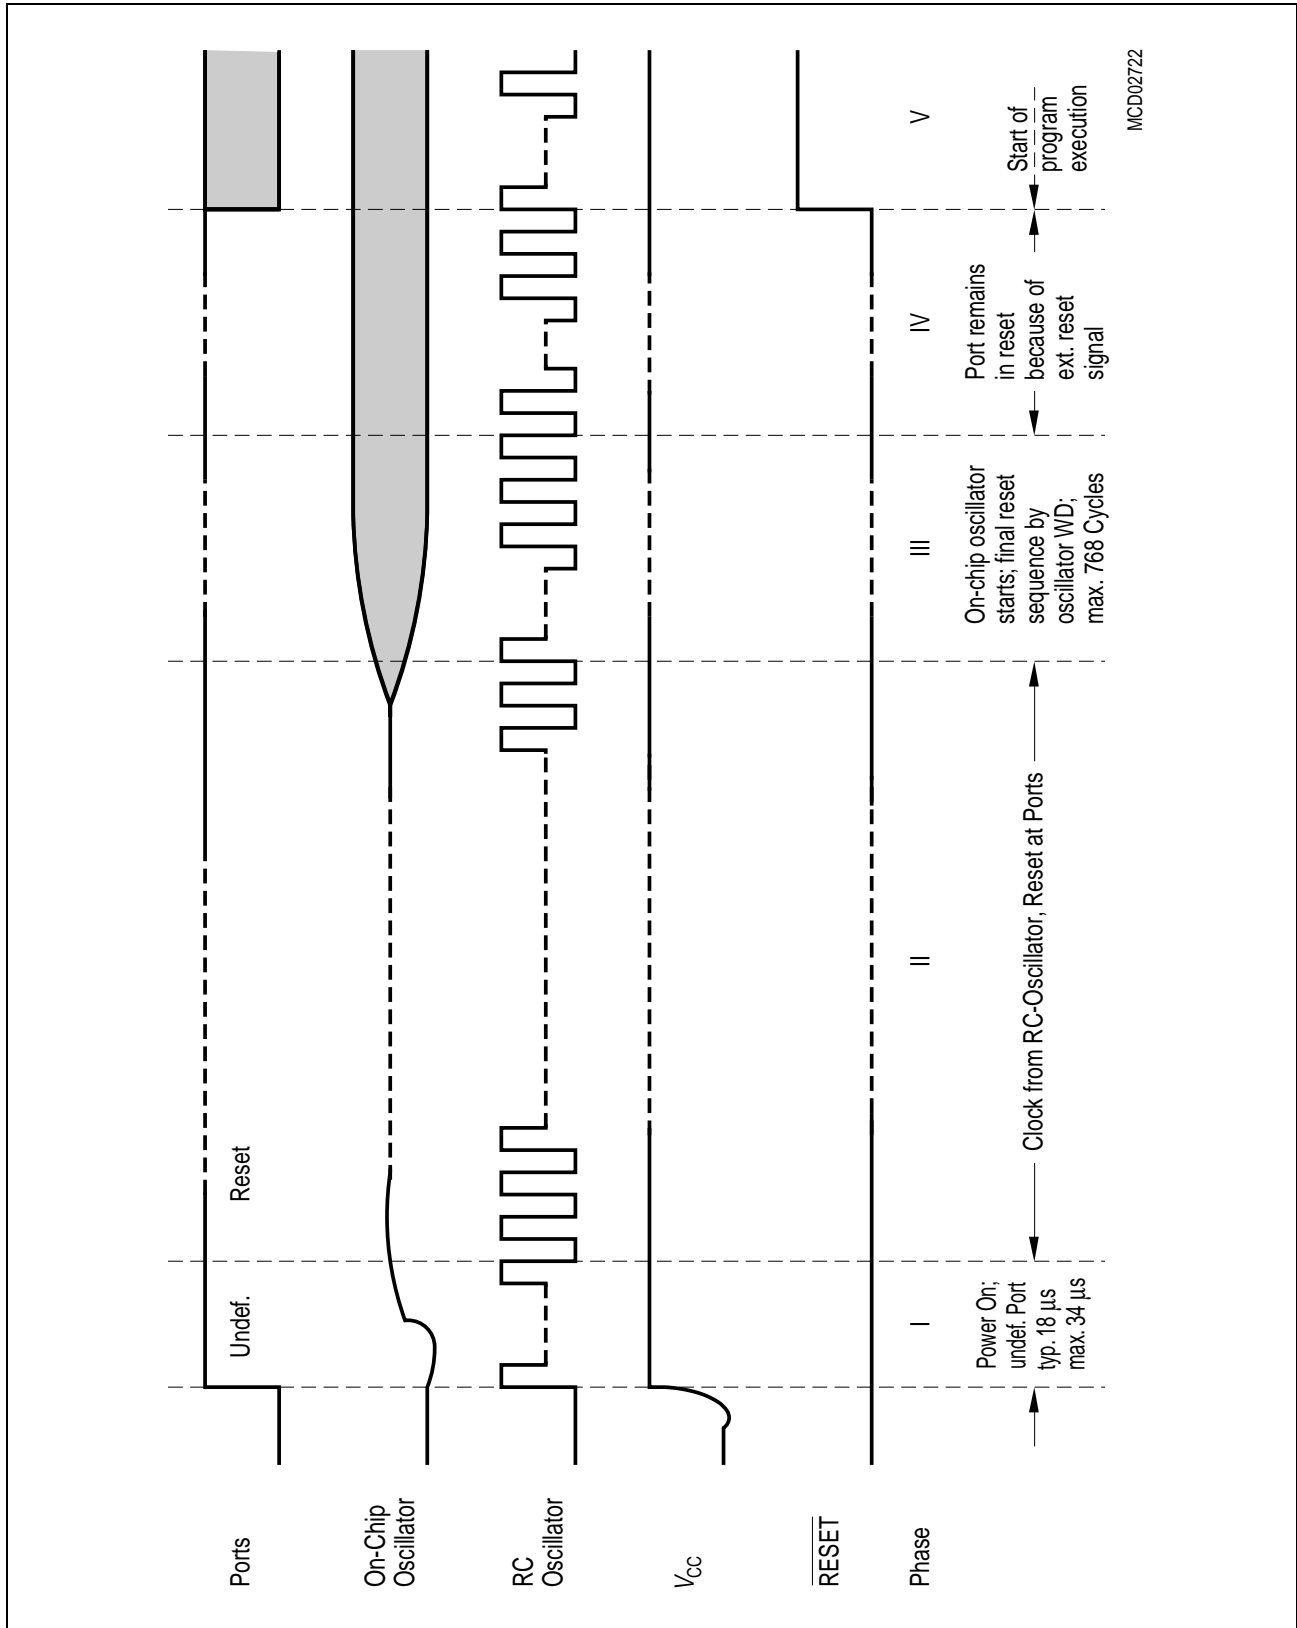 Ports
Undef.
Reset
On-Chip
Oscillator
RC
Oscillator
VCC
RESET
Phase
I
II
III
IV
V
Power On;
undef. Port
typ. 18 μs
max. 34 μs
Clock from RC-Oscillator, Reset at Ports
On-chip oscillator
starts; final reset
sequence by
oscillator WD;
max. 768 Cycles
Port remains
in reset
because of
ext. reset
signal
Start of
program
execution
MCD02722